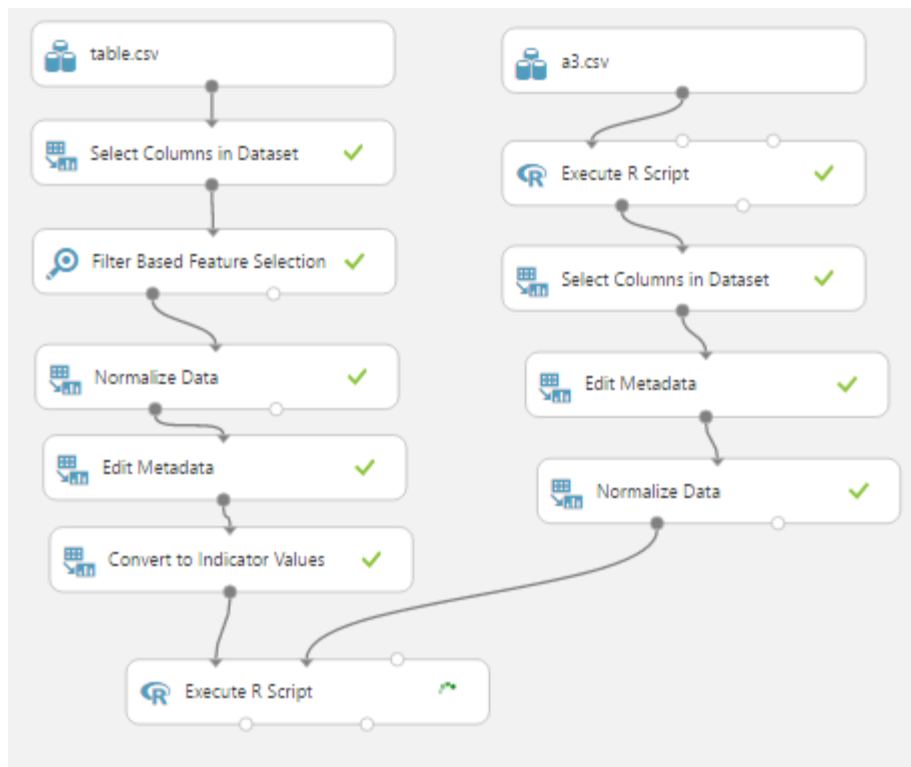 table.csv
Select Columns in Dataset
Filter Based Feature Selection
Normalize Data
Edit Metadata
Convert to Indicator Values
a3.csv
R Execute R Script
Select Columns in Dataset
Edit Metadata
Normalize Data
R Execute R Script